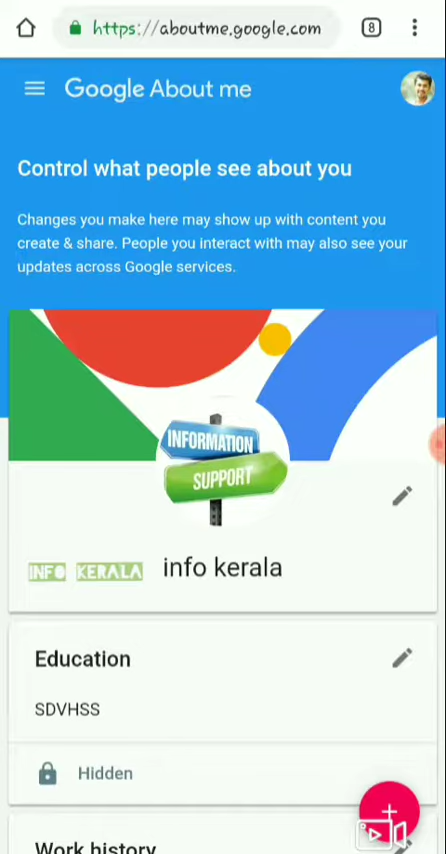 https://aboutme.google.com
8
Google About me
Control what people see about you
Changes you make here may show up with content you
create & share. People you interact with may also see your
updates across Google services.
INFORMATION
SUPPORT
INFO KERALA info kerala
Education
SDVHSS
Hidden
Work history